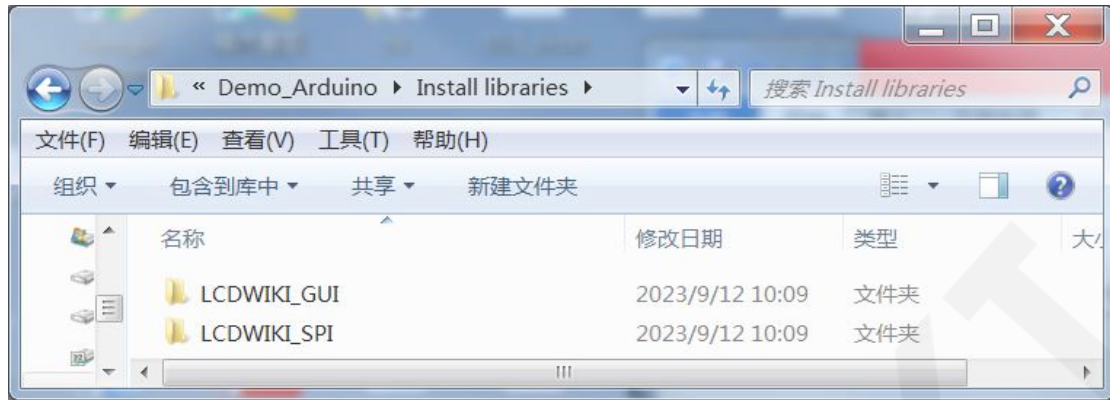 « Demo_Arduino ▸ Install libraries ▸ 搜索 Install libraries
文件(F) 编辑(E) 查看(V) 工具(T) 帮助(H)
组织 包含到库中 共享 新建文件夹
名称 修改日期 类型
LCDWIKI_GUI 2023/9/12 10:09 文件夹
LCDWIKI_SPI 2023/9/12 10:09 文件夹